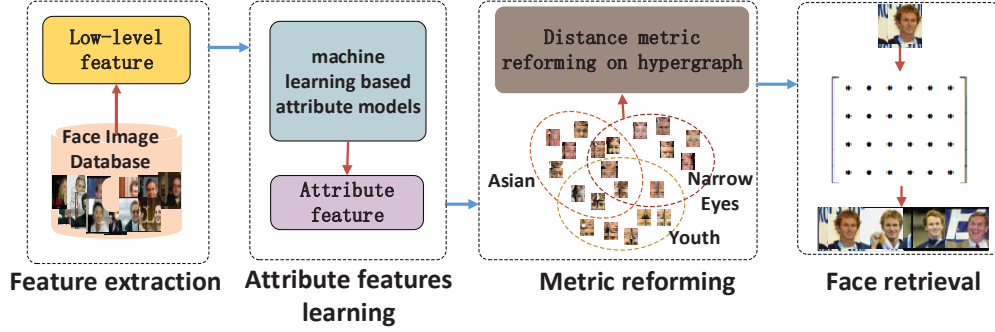 Low-level
feature
Face Image
Database
Feature extraction
machine
learning based
attribute models
Attribute
feature
Attribute features
learning
Distance metric
reforming on hypergraph
Asian
Narrow
Eyes
Youth
Metric reforming
Face retrieval